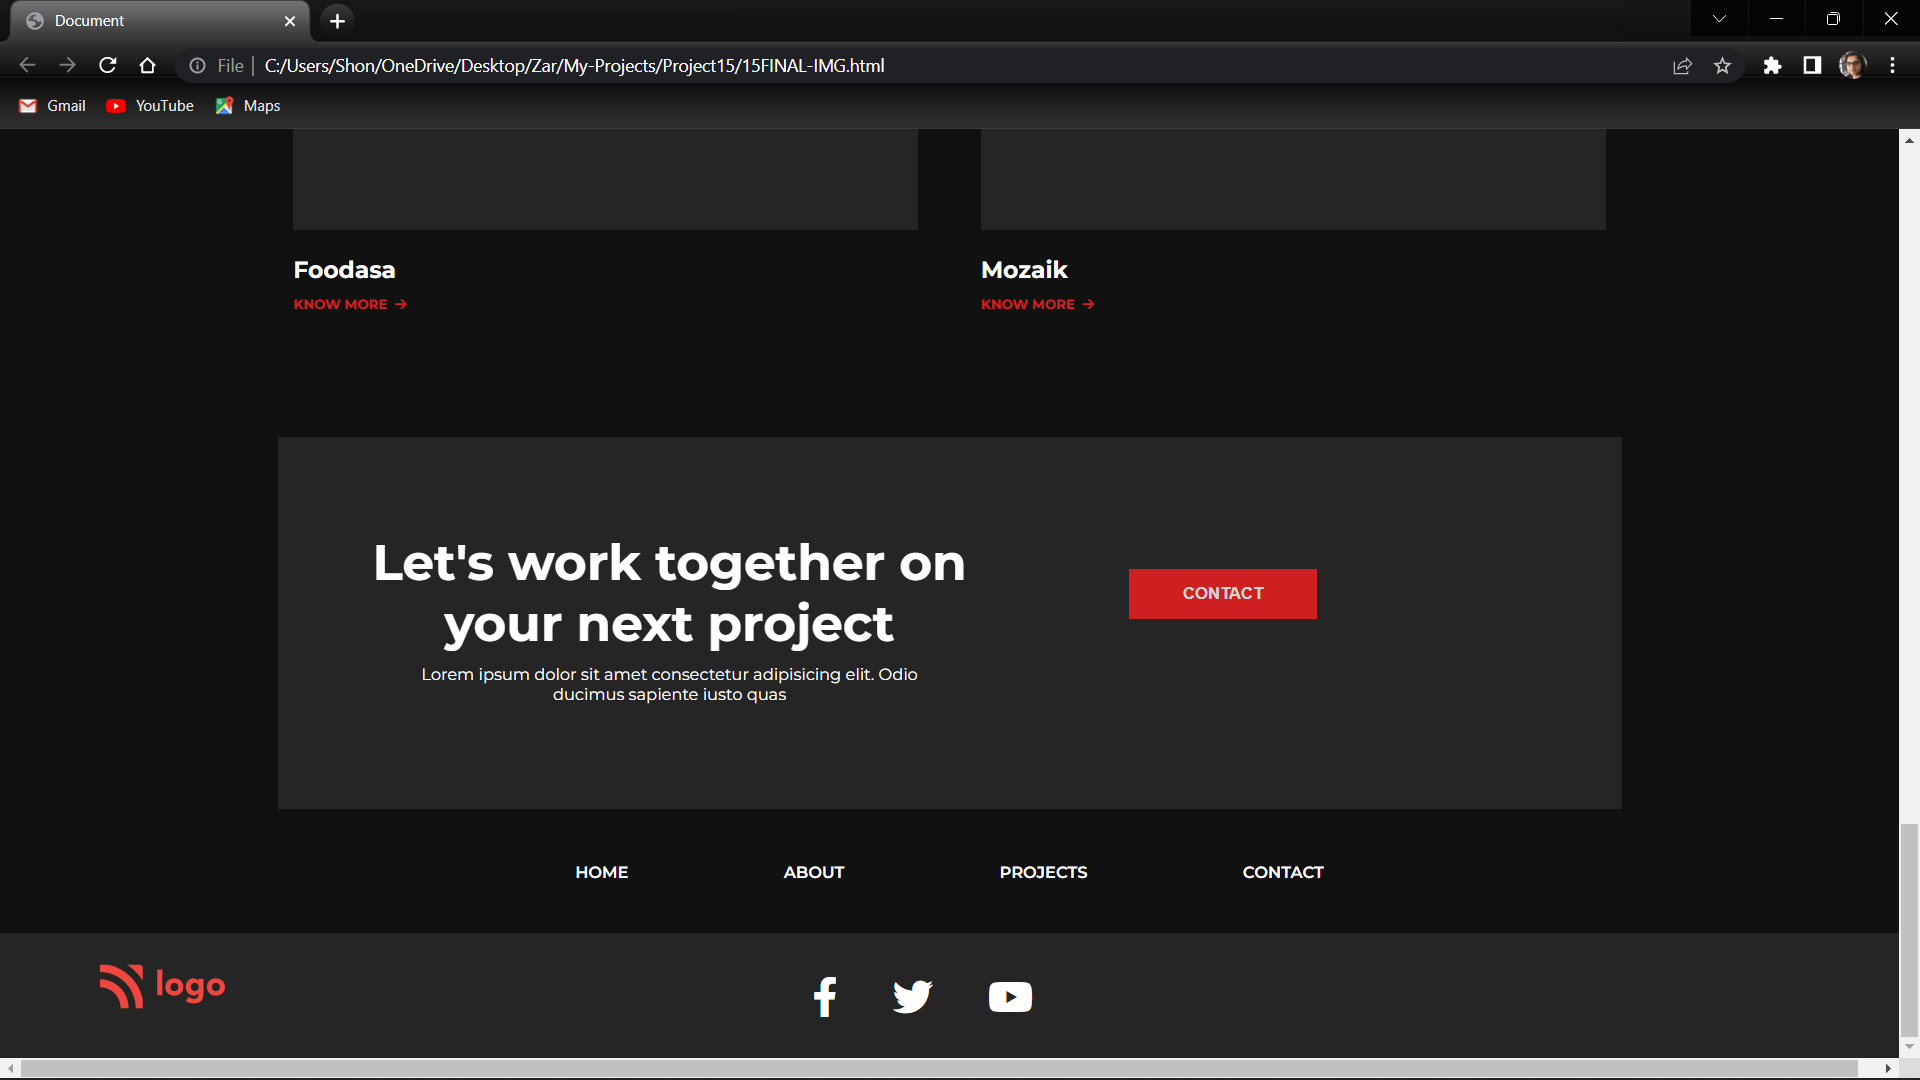 Document
File
C:/Users/Shon/OneDrive/Desktop/Zar/My-Projects/Project15/15FINAL-IMG.html
Gmail
YouTube
Maps
Foodasa
KNOW MORE →
Mozaik
KNOW MORE →
Let's work together on
your next project
Lorem ipsum dolor sit amet consectetur adipisicing elit. Odio
ducimus sapiente iusto quas
CONTACT
HOME
ABOUT
PROJECTS
CONTACT
logo